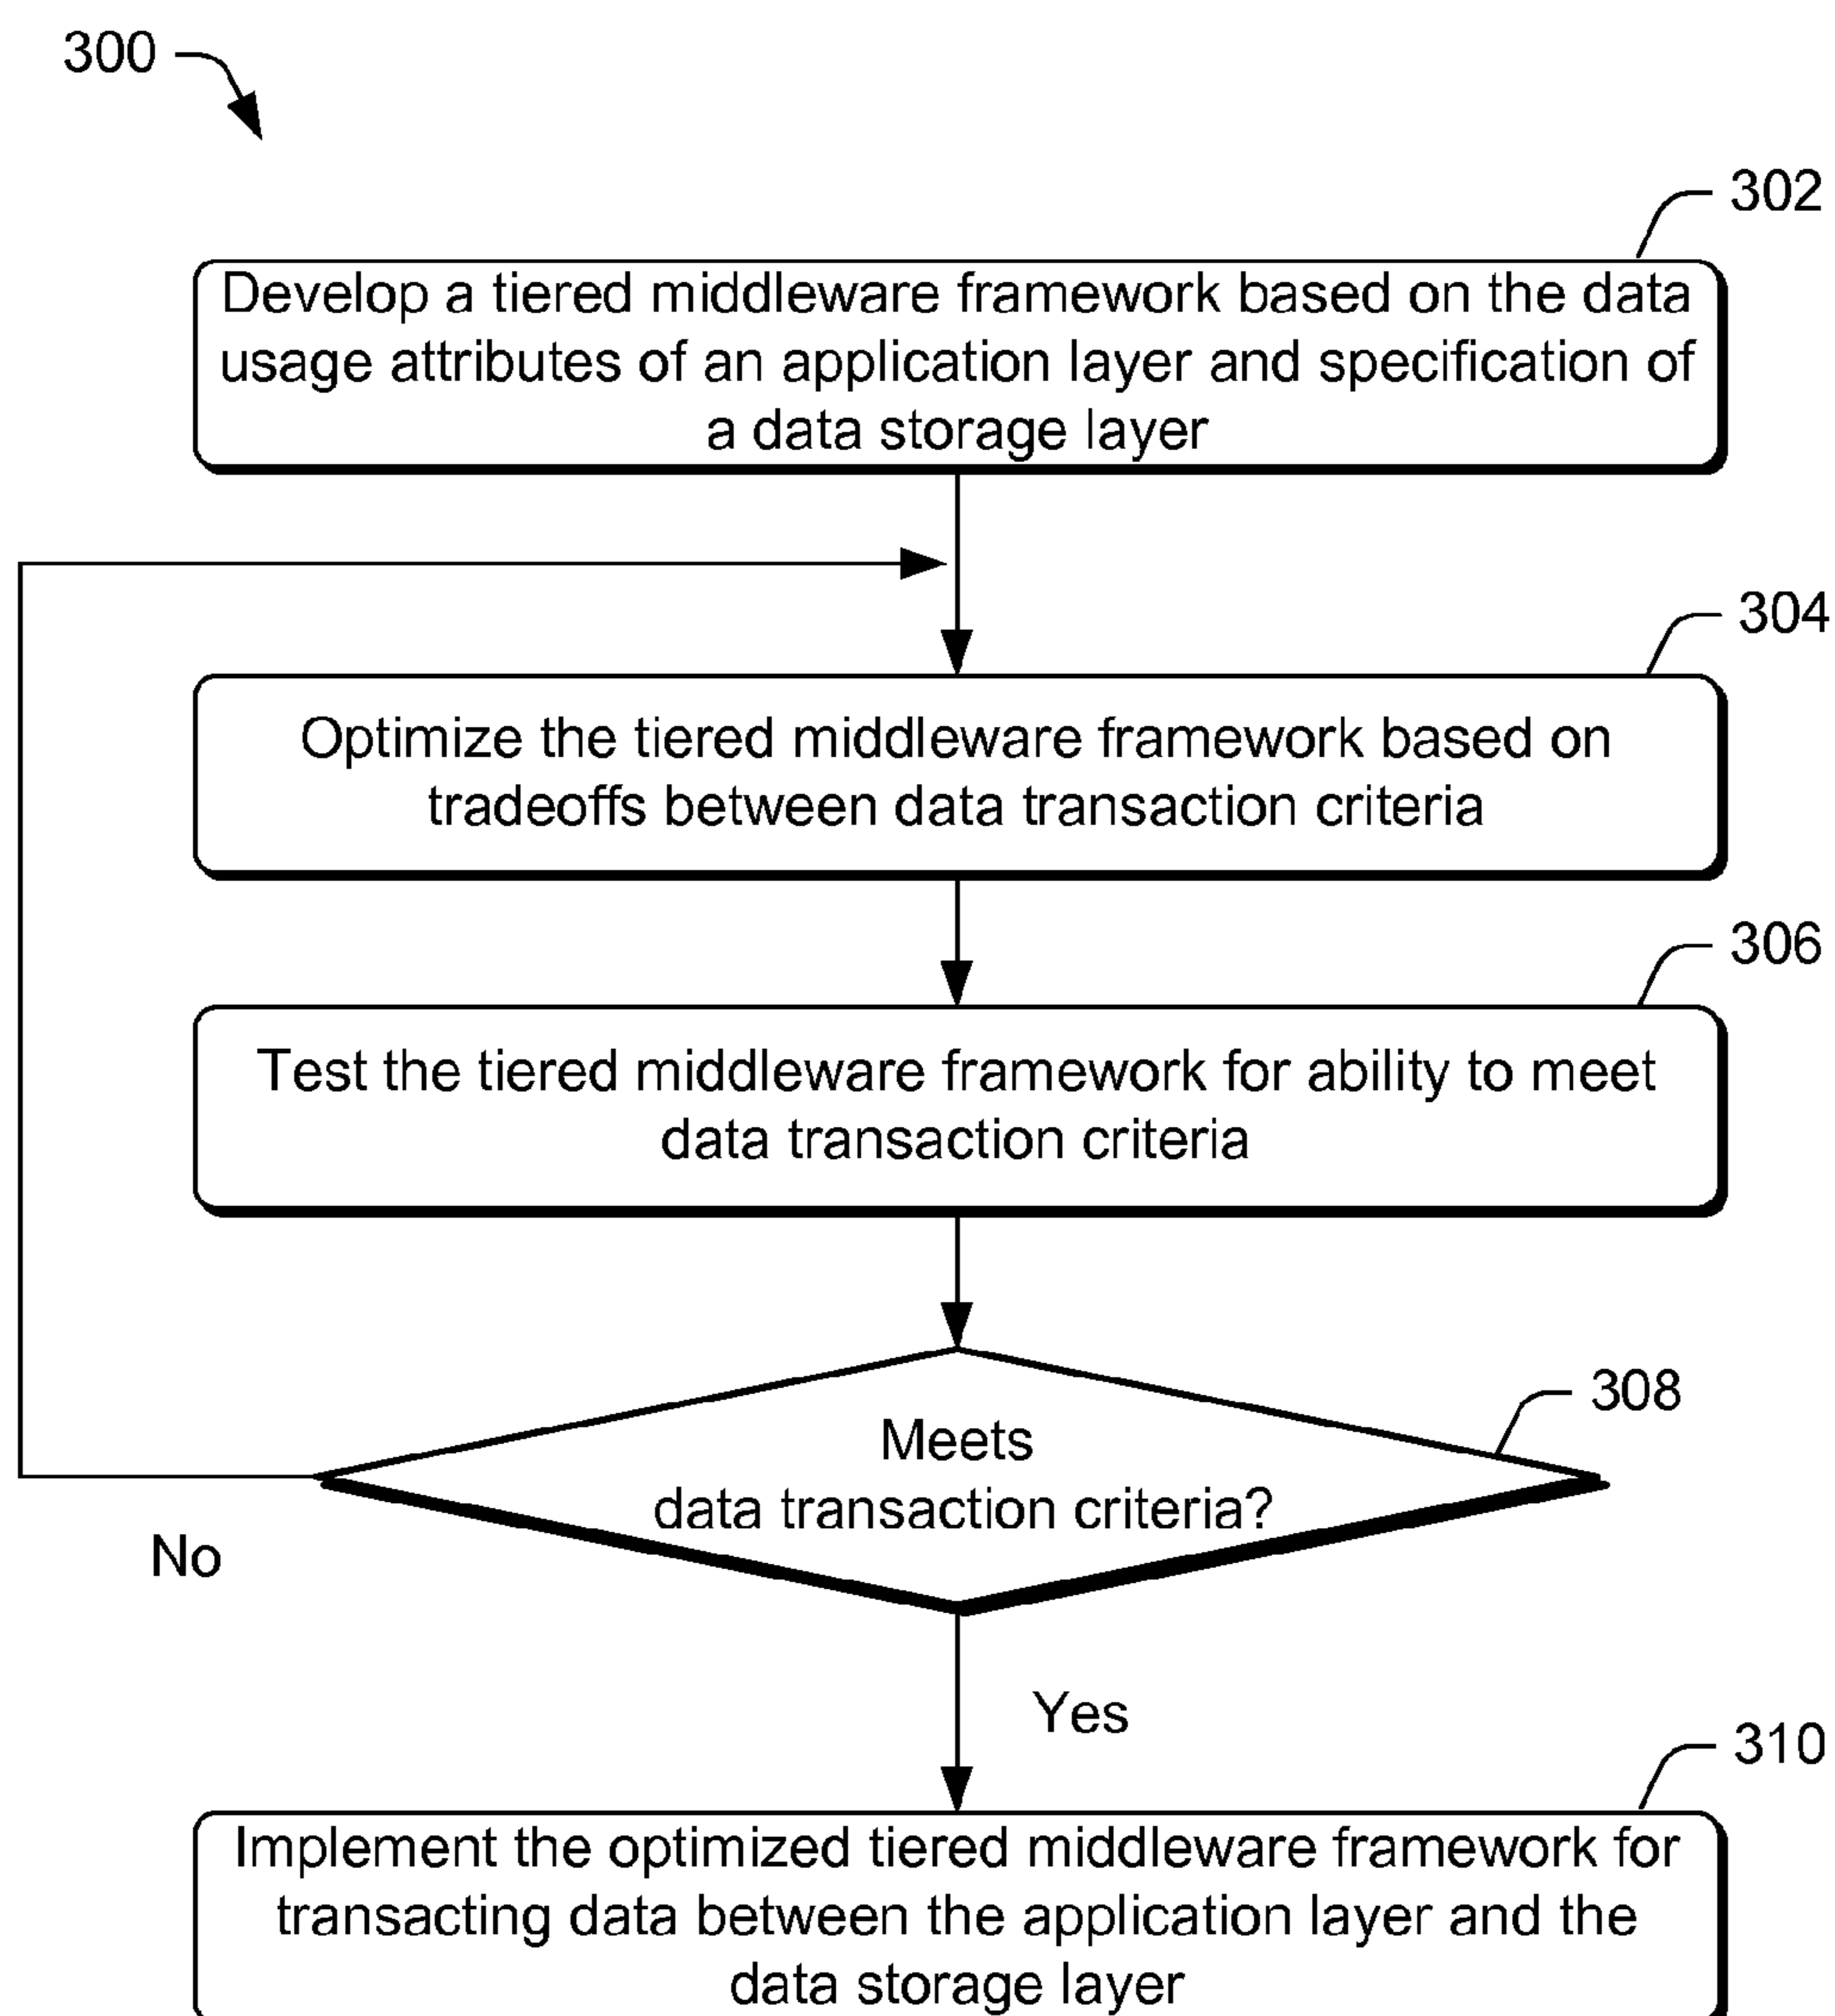 300
302
Develop a tiered middleware framework based on the data
usage attributes of an application layer and specification of
a data storage layer
304
Optimize the tiered middleware framework based on
tradeoffs between data transaction criteria
306
Test the tiered middleware framework for ability to meet
data transaction criteria
308
Meets
data transaction criteria?
No
Yes
310
Implement the optimized tiered middleware framework for
transacting data between the application layer and the
data storage layer